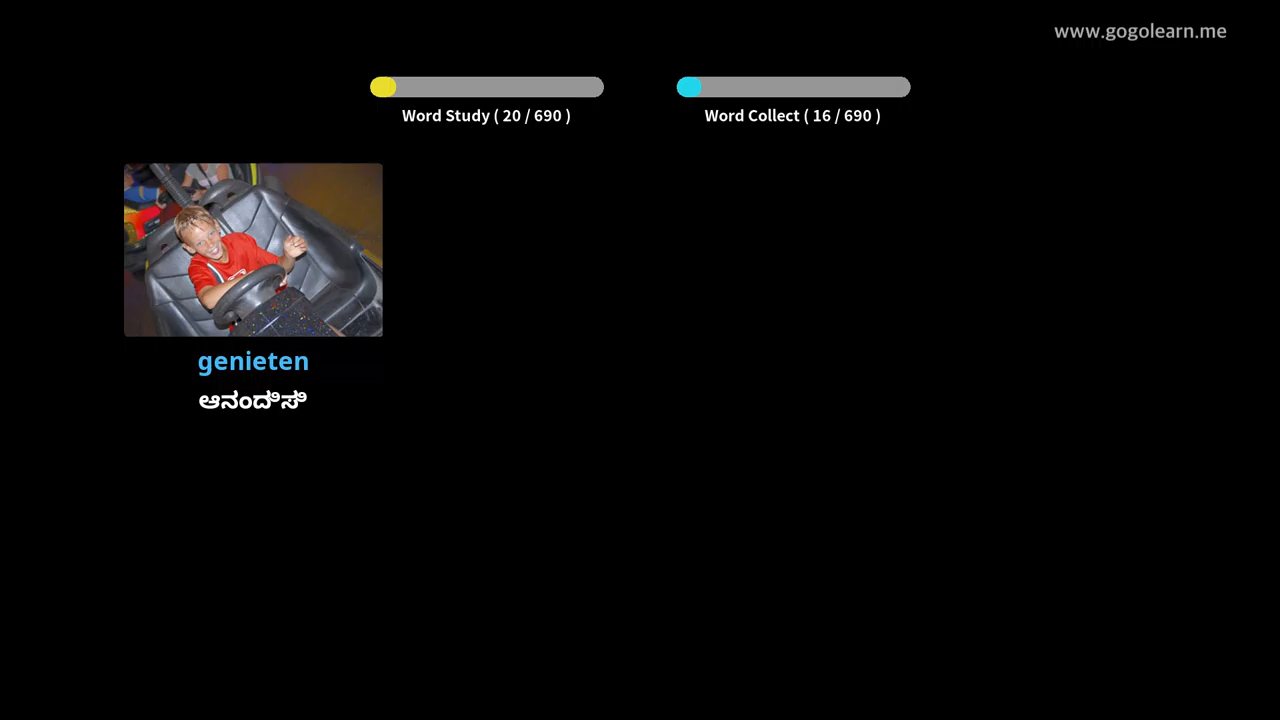 www.gogolearn.me
Word Study ( 20 / 690 )
Word Collect ( 16 / 690 )
genieten
ಆನಂದಿಸಿ